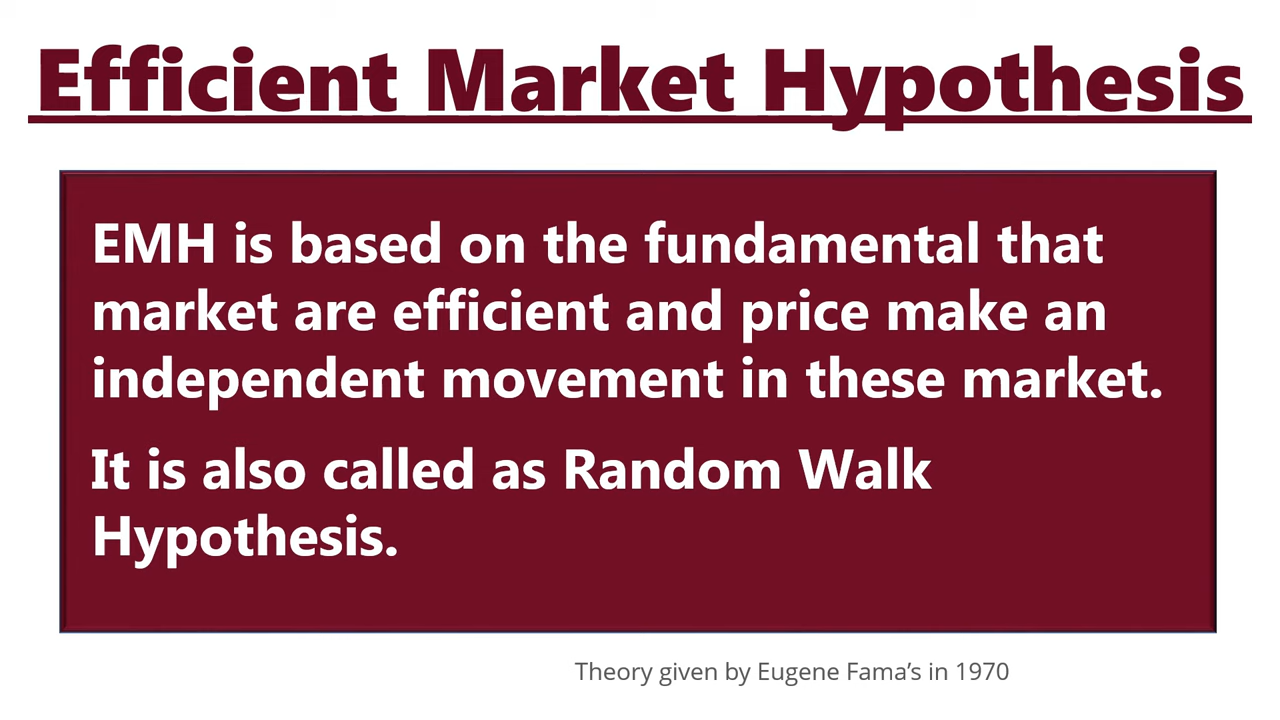 Efficient Market Hypothesis
EMH is based on the fundamental that
market are efficient and price make an
independent movement in these market.
It is also called as Random Walk
Hypothesis.
Theory given by Eugene Fama’s in 1970